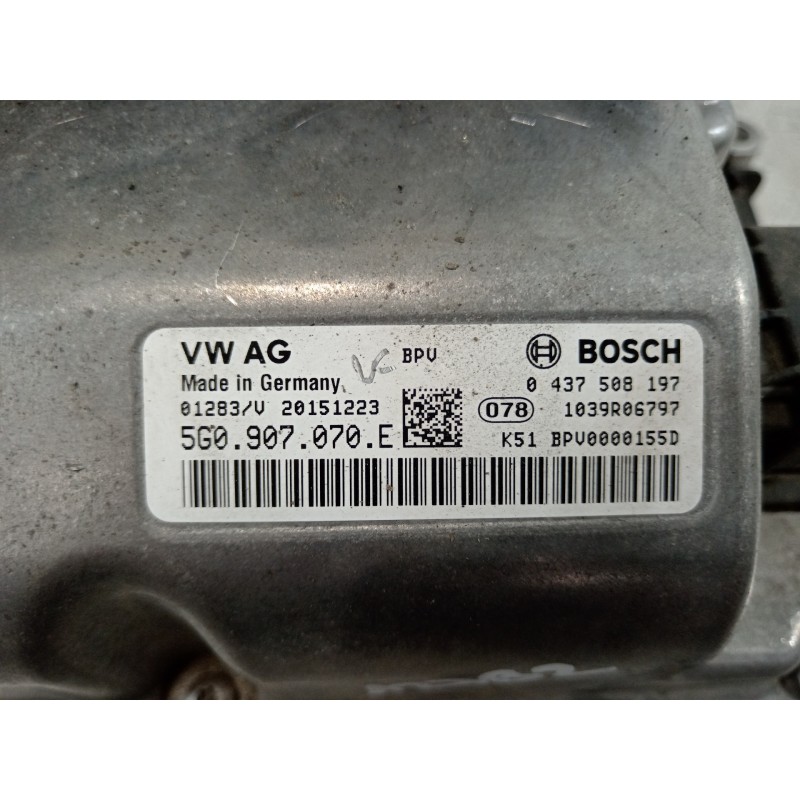 VW AG
BPV
BOSCH
Made in Germany
0 437 508 197
01283/V 20151223
078
1039R06797
5G0.907.070.E
K51 BPV0000155D